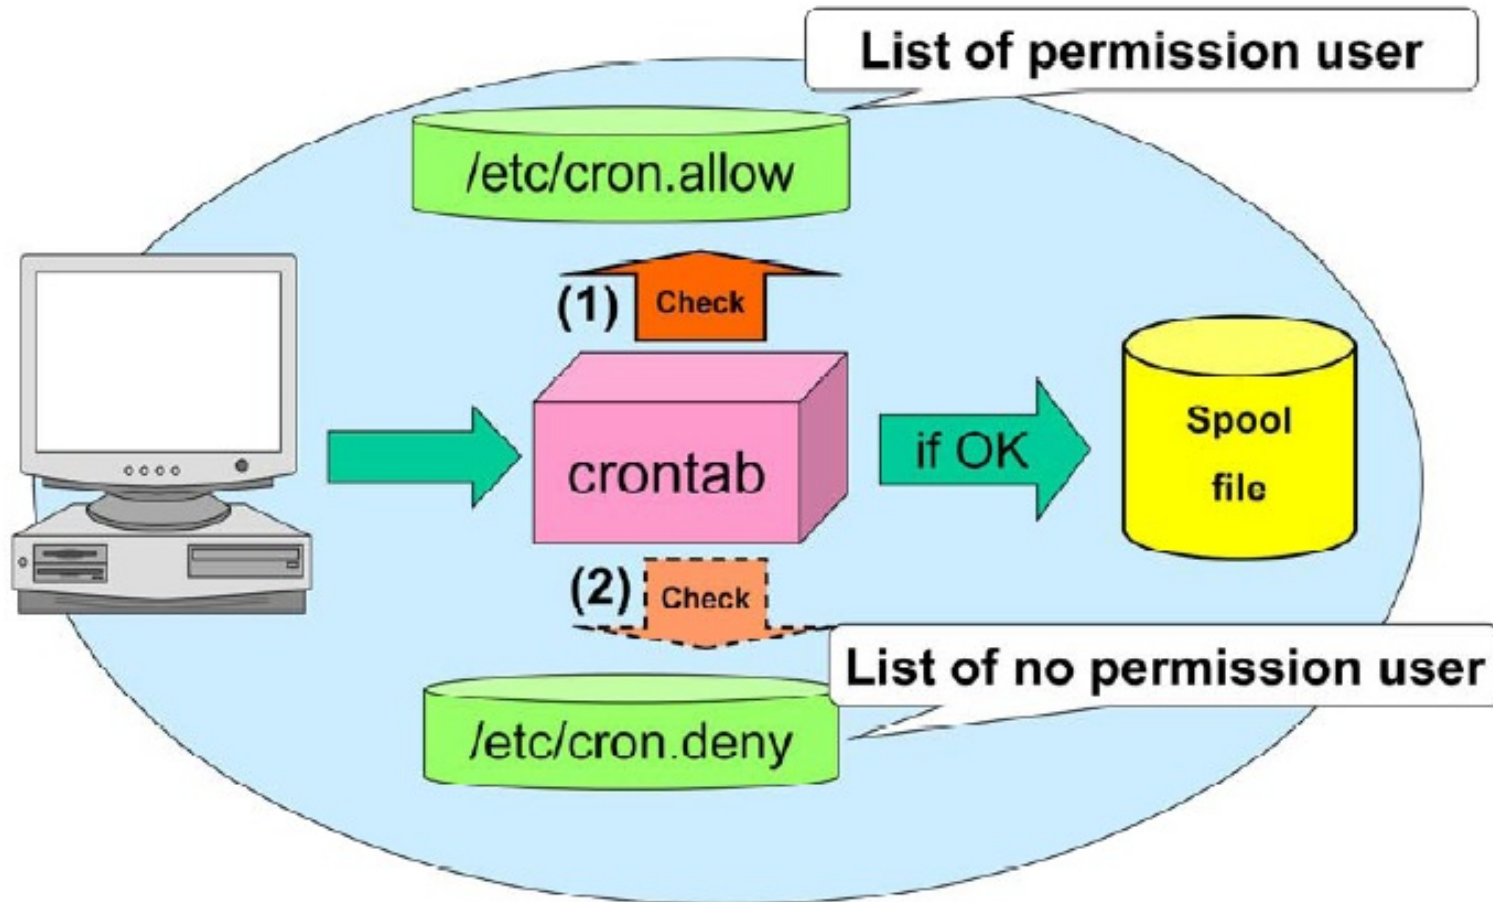 List of permission user
/etc/cron.allow
(1)
Check
crontab
if OK
Spool
file
(2)
Check
List of no permission user
/etc/cron.deny